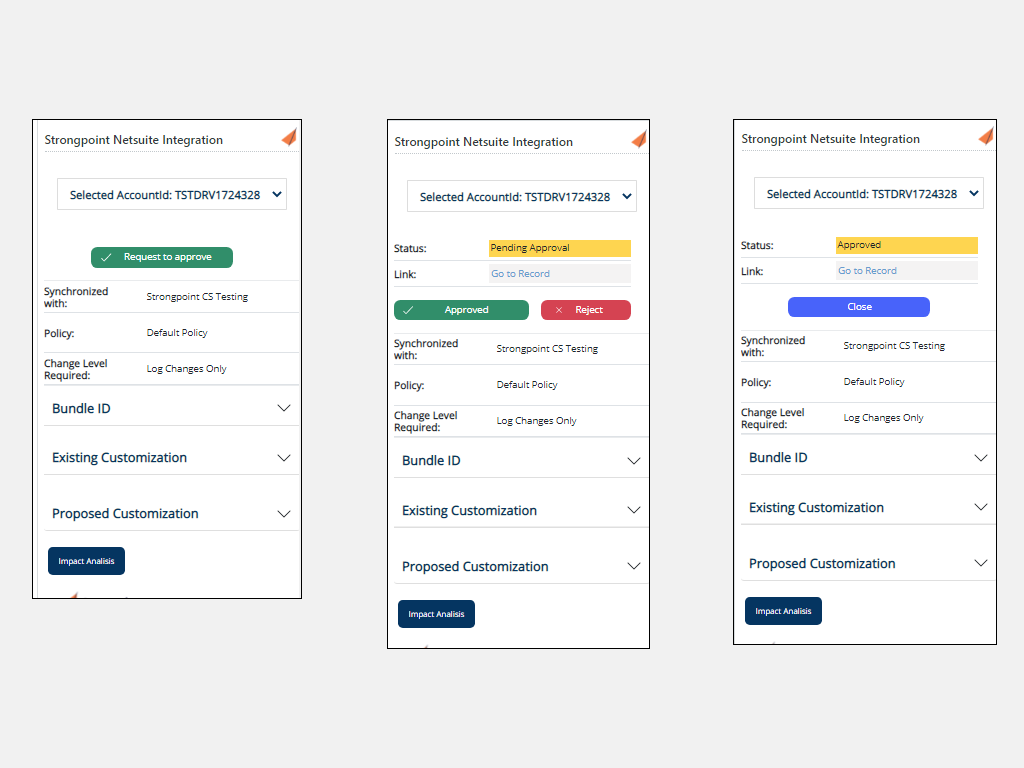 Strongpoint Netsuite Integration
Selected AccountId: TSTDRV1724328
Request to approve
Synchronized
with:
Strongpoint CS Testing
Policy:
Default Policy
Change Level
Required:
Log Changes Only
Bundle ID
Existing Customization
Proposed Customization
Impact Analisis
Strongpoint Netsuite Integration
Selected AccountId: TSTDRV1724328
Status:
Pending Approval
Link:
Go to Record
Approved
Reject
Synchronized
with:
Strongpoint CS Testing
Policy:
Default Policy
Change Level
Required:
Log Changes Only
Bundle ID
Existing Customization
Proposed Customization
Impact Analisis
Strongpoint Netsuite Integration
Selected AccountId: TSTDRV1724328
Status:
Approved
Link:
Go to Record
Close
Synchronized
with:
Strongpoint CS Testing
Policy:
Default Policy
Change Level
Required:
Log Changes Only
Bundle ID
Existing Customization
Proposed Customization
Impact Analisis